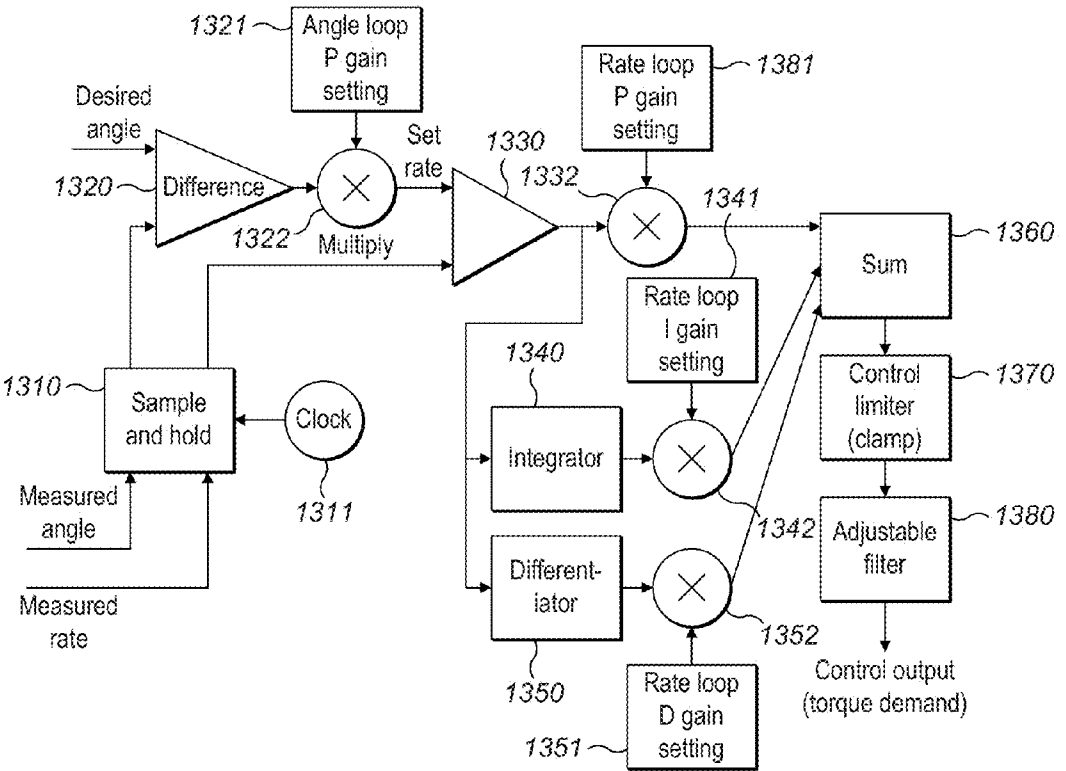 1321
Angle loop
P gain
setting
Rate loop
P gain
setting
1381
Desired
angle
1320
Difference
Set
rate
1322
Multiply
1330
1332
1341
Sum
1360
Rate loop
I gain
setting
1310
Sample
and hold
Clock
1311
1340
Integrator
1342
Control
limiter
(clamp)
1370
Measured
angle
Measured
rate
Different-
iator
1350
1352
Adjustable
filter
1380
Rate loop
D gain
setting
1351
Control output
(torque demand)